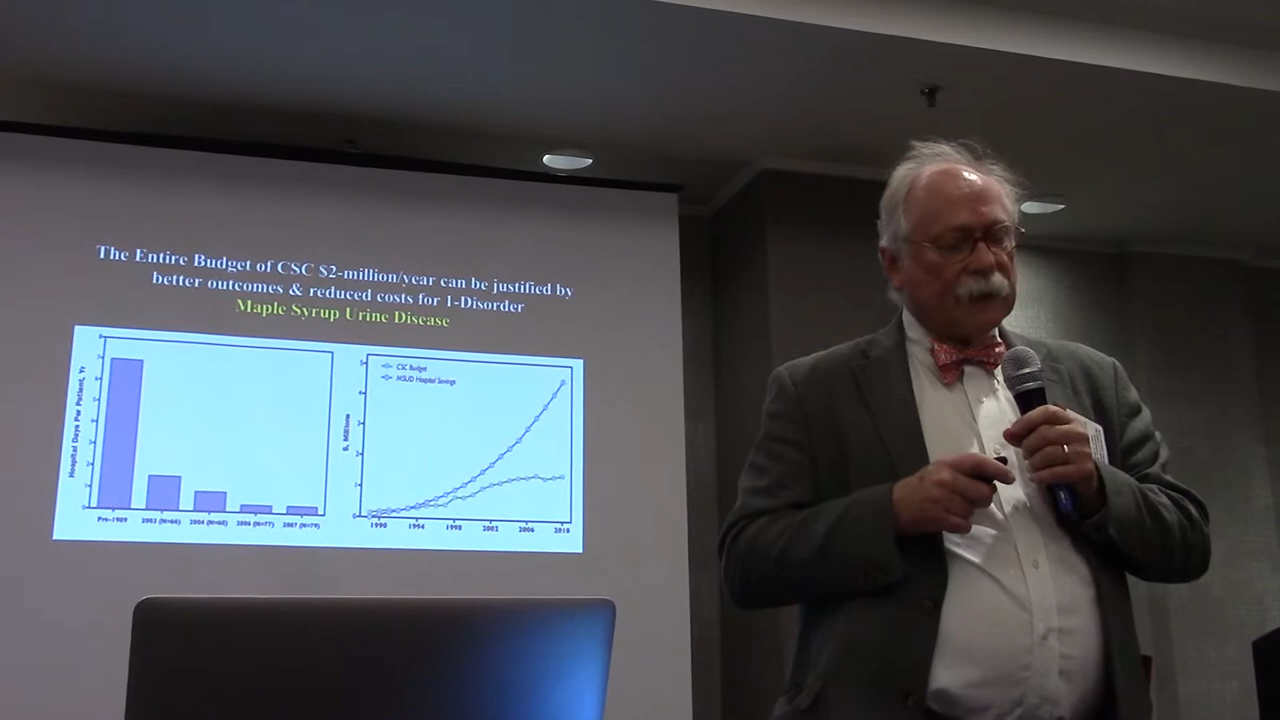 The Entire Budget of CSC $2-million/year can be justified by
better outcomes & reduced costs for 1-Disorder
Maple Syrup Urine Disease
Hospital Days Per Patient, Yr
Pre-1989 2003 (N=66) 2004 (N=68) 2006 (N=77) 2007 (N=79)
CSC Budget
MSUD Hospital Savings
$, Millions
1990 1994 1998 2002 2006 2010